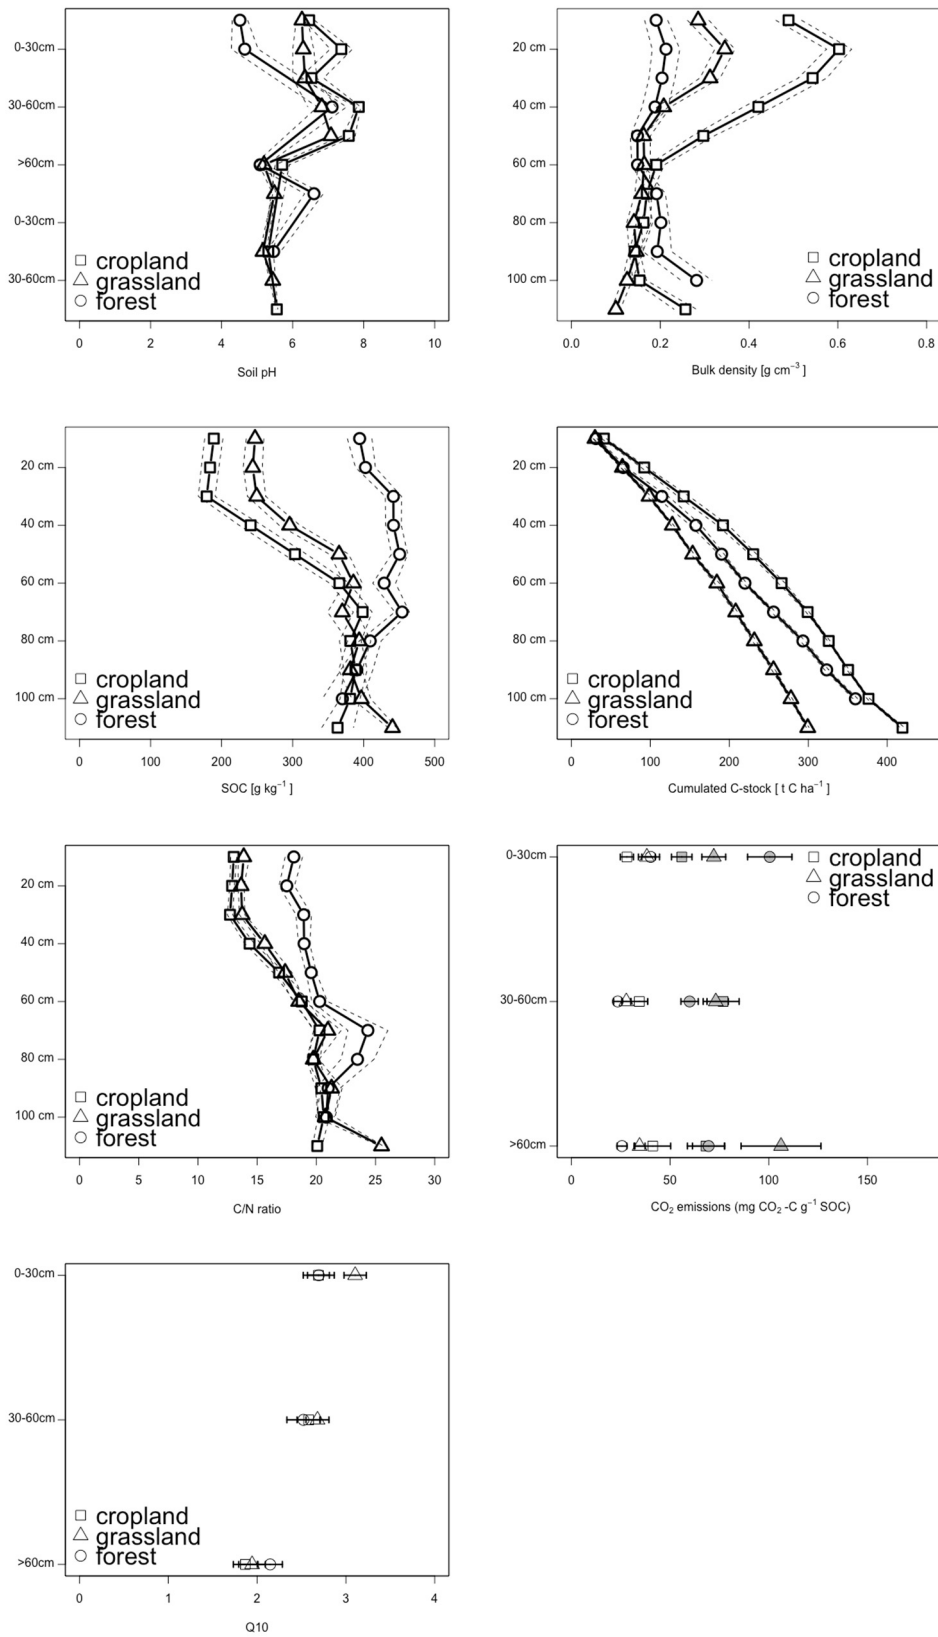 0-30cm
30-60cm
>60cm
0-30cm
30-60cm
cropland
grassland
forest
0 2 4 6 8 10
Soil pH
20 cm
40 cm
60 cm
80 cm
100 cm
cropland
grassland
forest
0.0 0.2 0.4 0.6 0.8
Bulk density [g cm⁻³ ]
20 cm
40 cm
60 cm
80 cm
100 cm
cropland
grassland
forest
0 100 200 300 400 500
SOC [g kg⁻¹ ]
20 cm
40 cm
60 cm
80 cm
100 cm
cropland
grassland
forest
0 100 200 300 400
Cumulated C-stock [ t C ha⁻¹ ]
20 cm
40 cm
60 cm
80 cm
100 cm
cropland
grassland
forest
0 5 10 15 20 25 30
C/N ratio
0-30cm
cropland
grassland
forest
30-60cm
>60cm
0 50 100 150
CO₂ emissions (mg CO₂ -C g⁻¹ SOC)
0-30cm
30-60cm
cropland
grassland
forest
>60cm
0 1 2 3 4
Q10